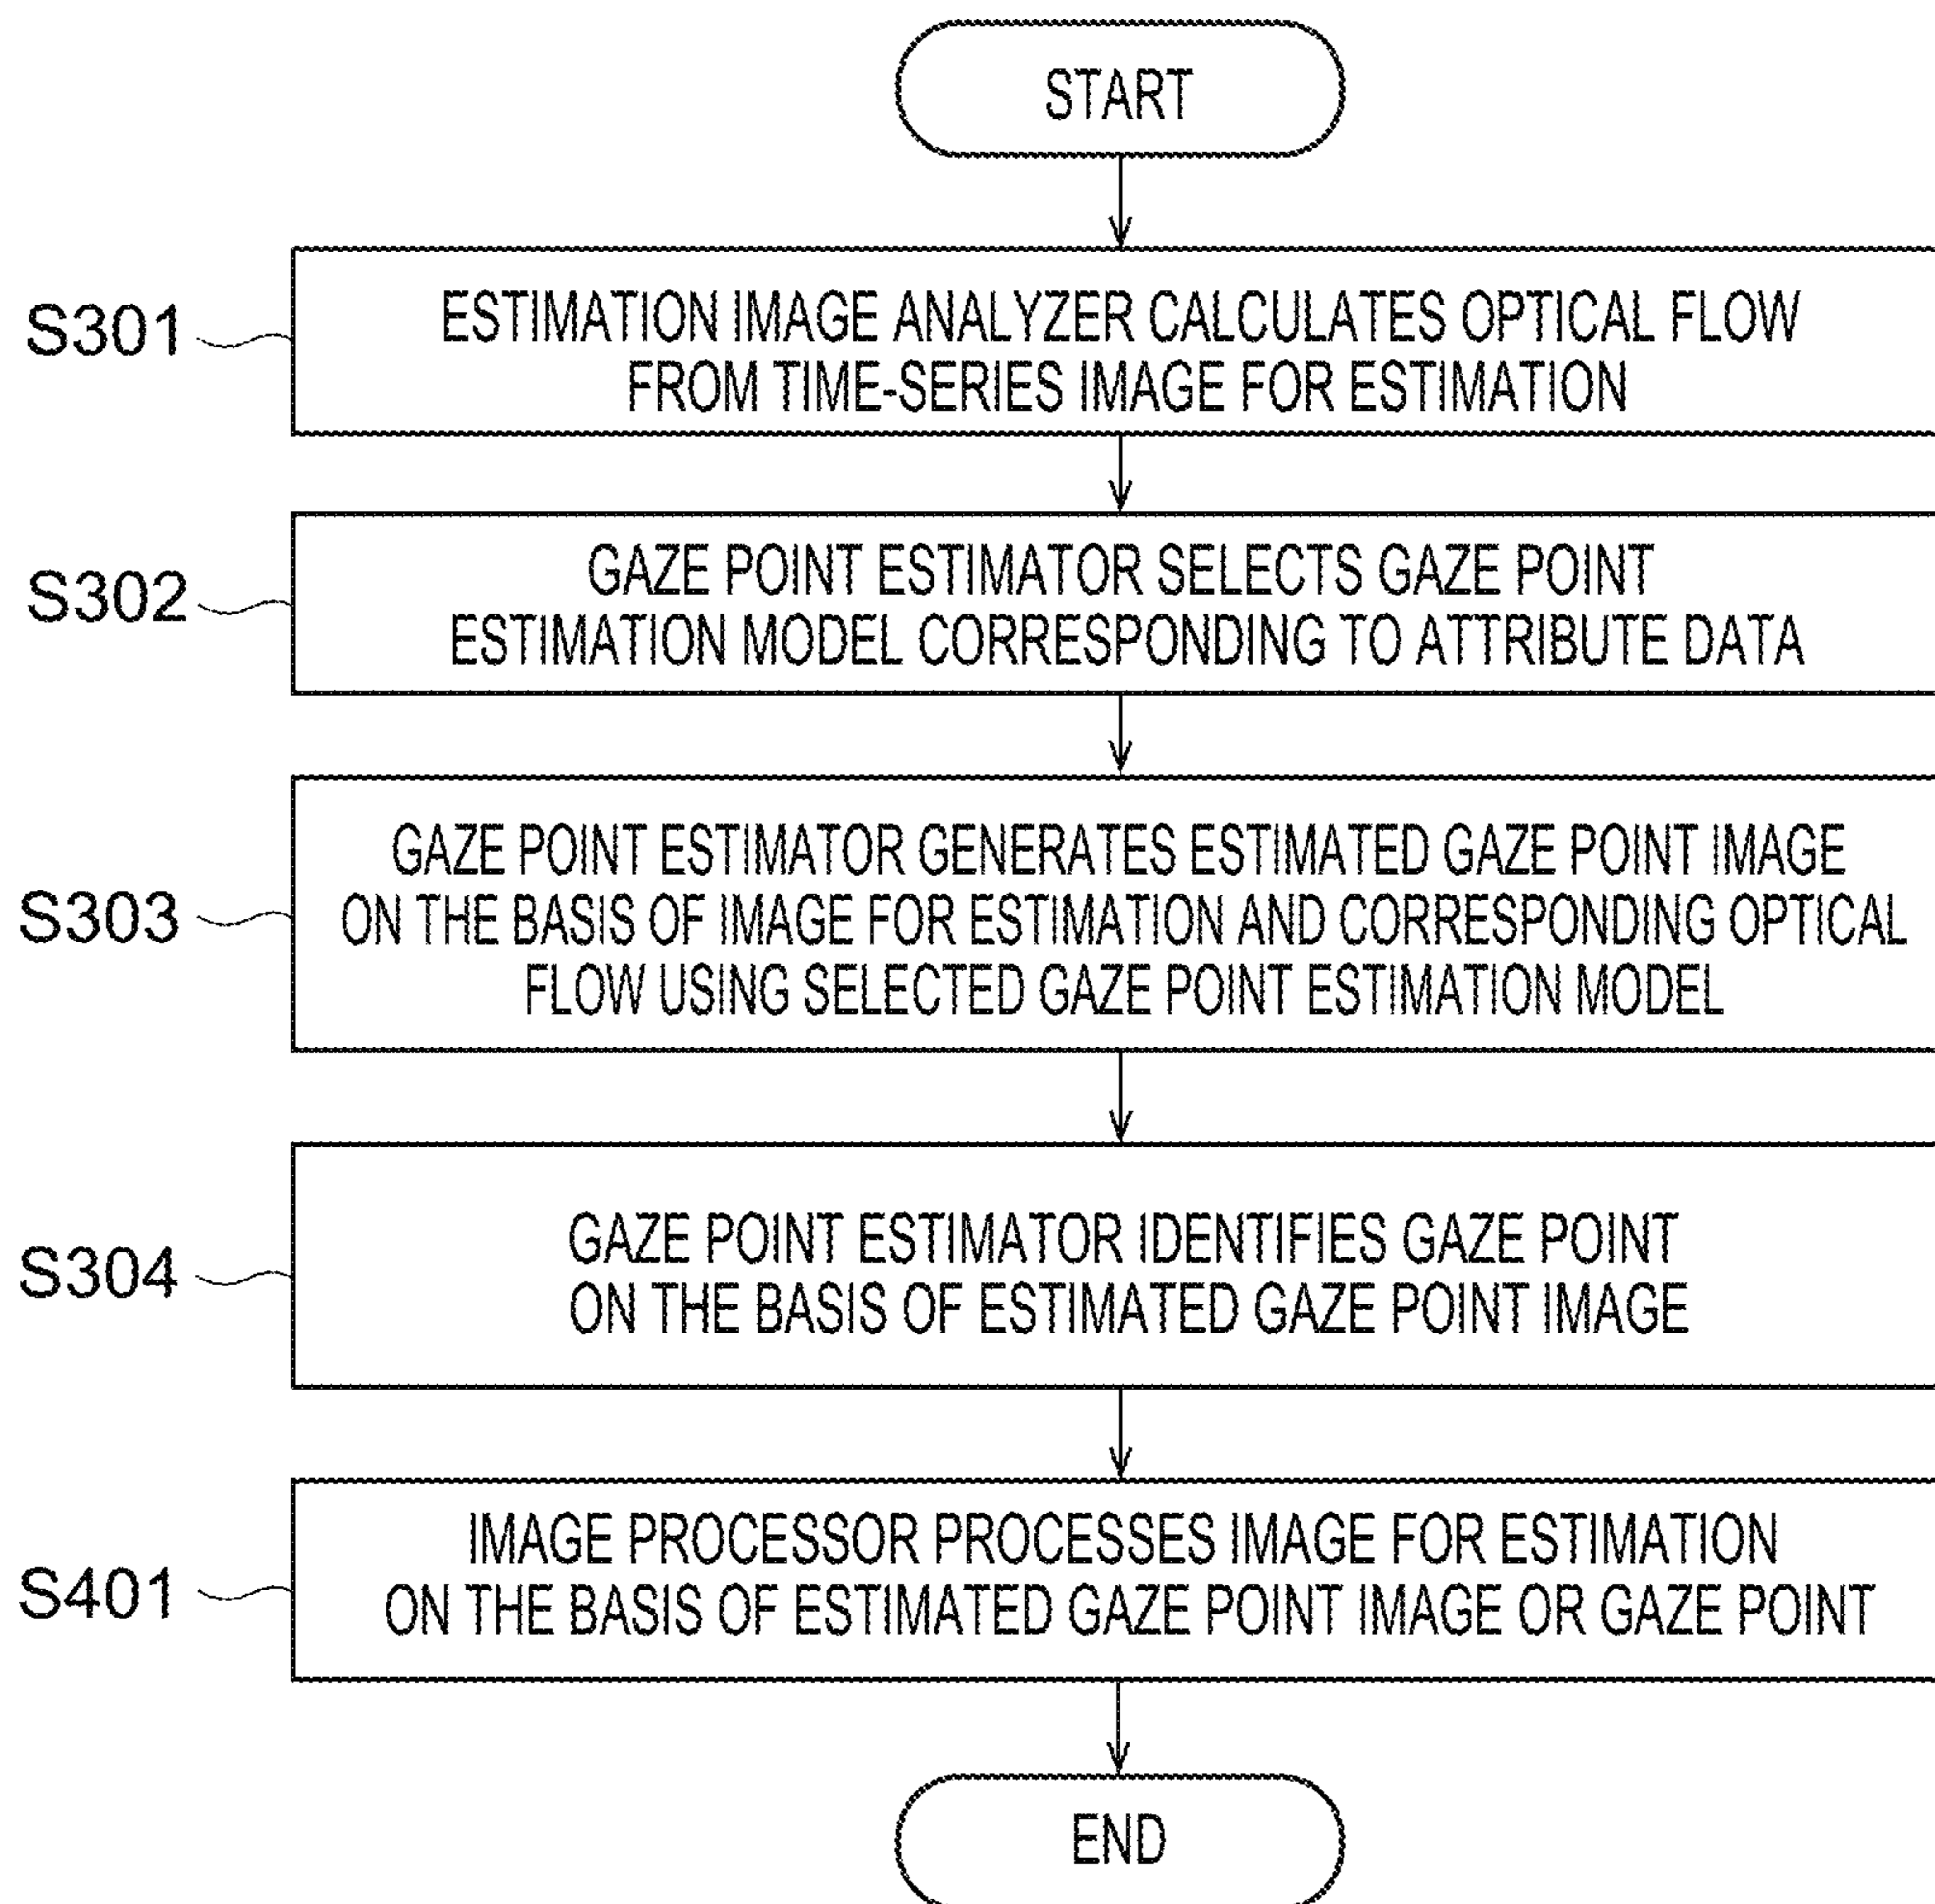 START
S301
ESTIMATION IMAGE ANALYZER CALCULATES OPTICAL FLOW
FROM TIME-SERIES IMAGE FOR ESTIMATION
S302
GAZE POINT ESTIMATOR SELECTS GAZE POINT
ESTIMATION MODEL CORRESPONDING TO ATTRIBUTE DATA
S303
GAZE POINT ESTIMATOR GENERATES ESTIMATED GAZE POINT IMAGE
ON THE BASIS OF IMAGE FOR ESTIMATION AND CORRESPONDING OPTICAL
FLOW USING SELECTED GAZE POINT ESTIMATION MODEL
S304
GAZE POINT ESTIMATOR IDENTIFIES GAZE POINT
ON THE BASIS OF ESTIMATED GAZE POINT IMAGE
S401
IMAGE PROCESSOR PROCESSES IMAGE FOR ESTIMATION
ON THE BASIS OF ESTIMATED GAZE POINT IMAGE OR GAZE POINT
END